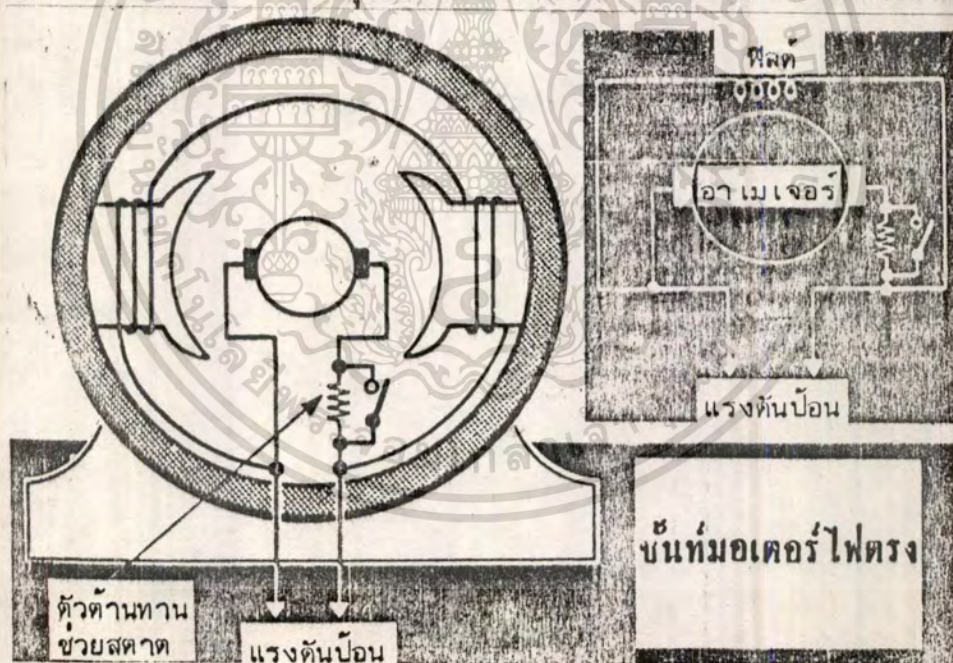 ฟิลด์
อาเมเจอร์
แรงดันป้อน
ชันท์มอเตอร์ไฟตรง
ตัวต้านทาน
ช่วยสตาต
แรงดันป้อน